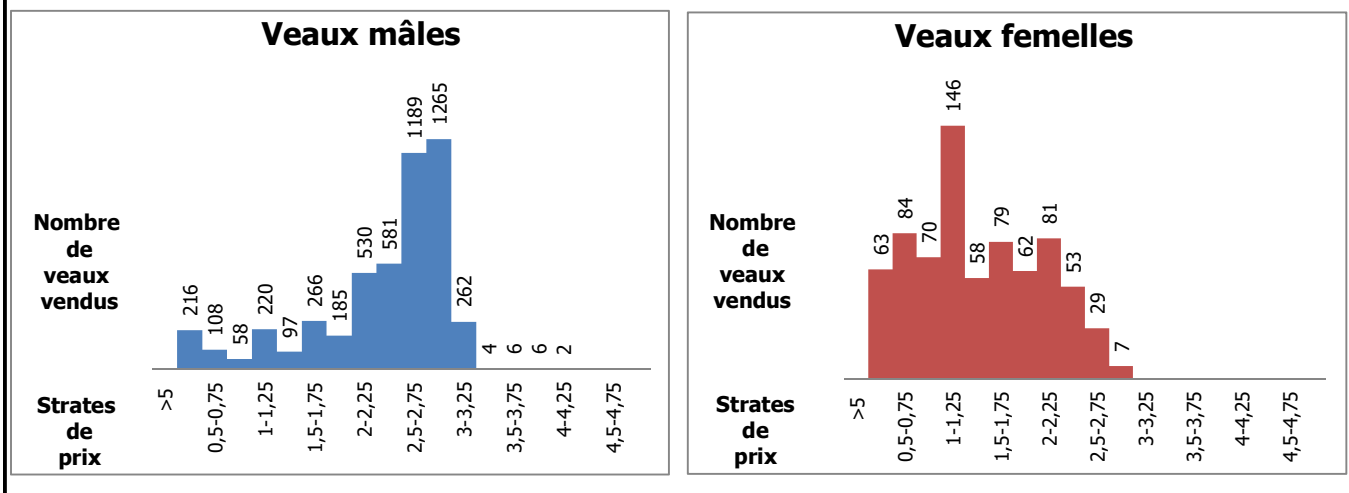 Veaux mâles
216
108
58
220
97
266
185
530
581
1189
1265
262
4
6
6
2
Nombre
de
veaux
vendus
Strates
de
prix
>5
0,5-0,75
1-1,25
1,5-1,75
2-2,25
2,5-2,75
3-3,25
3,5-3,75
4-4,25
4,5-4,75
Veaux femelles
63
84
70
146
58
79
62
81
53
29
7
Nombre
de
veaux
vendus
Strates
de
prix
>5
0,5-0,75
1-1,25
1,5-1,75
2-2,25
2,5-2,75
3-3,25
3,5-3,75
4-4,25
4,5-4,75